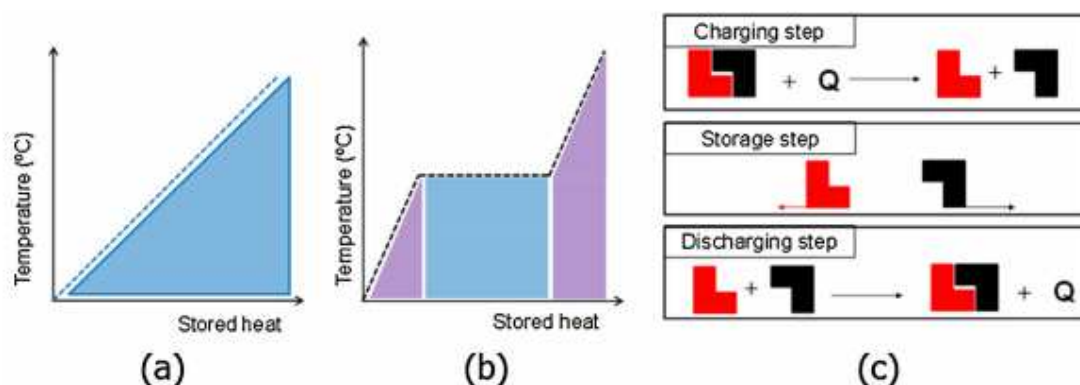 Temperature (ºC)
Stored heat
(a)
Temperature (ºC)
Stored heat
(b)
Charging step
+ Q
+
Storage step
Discharging step
+
+ Q
(c)